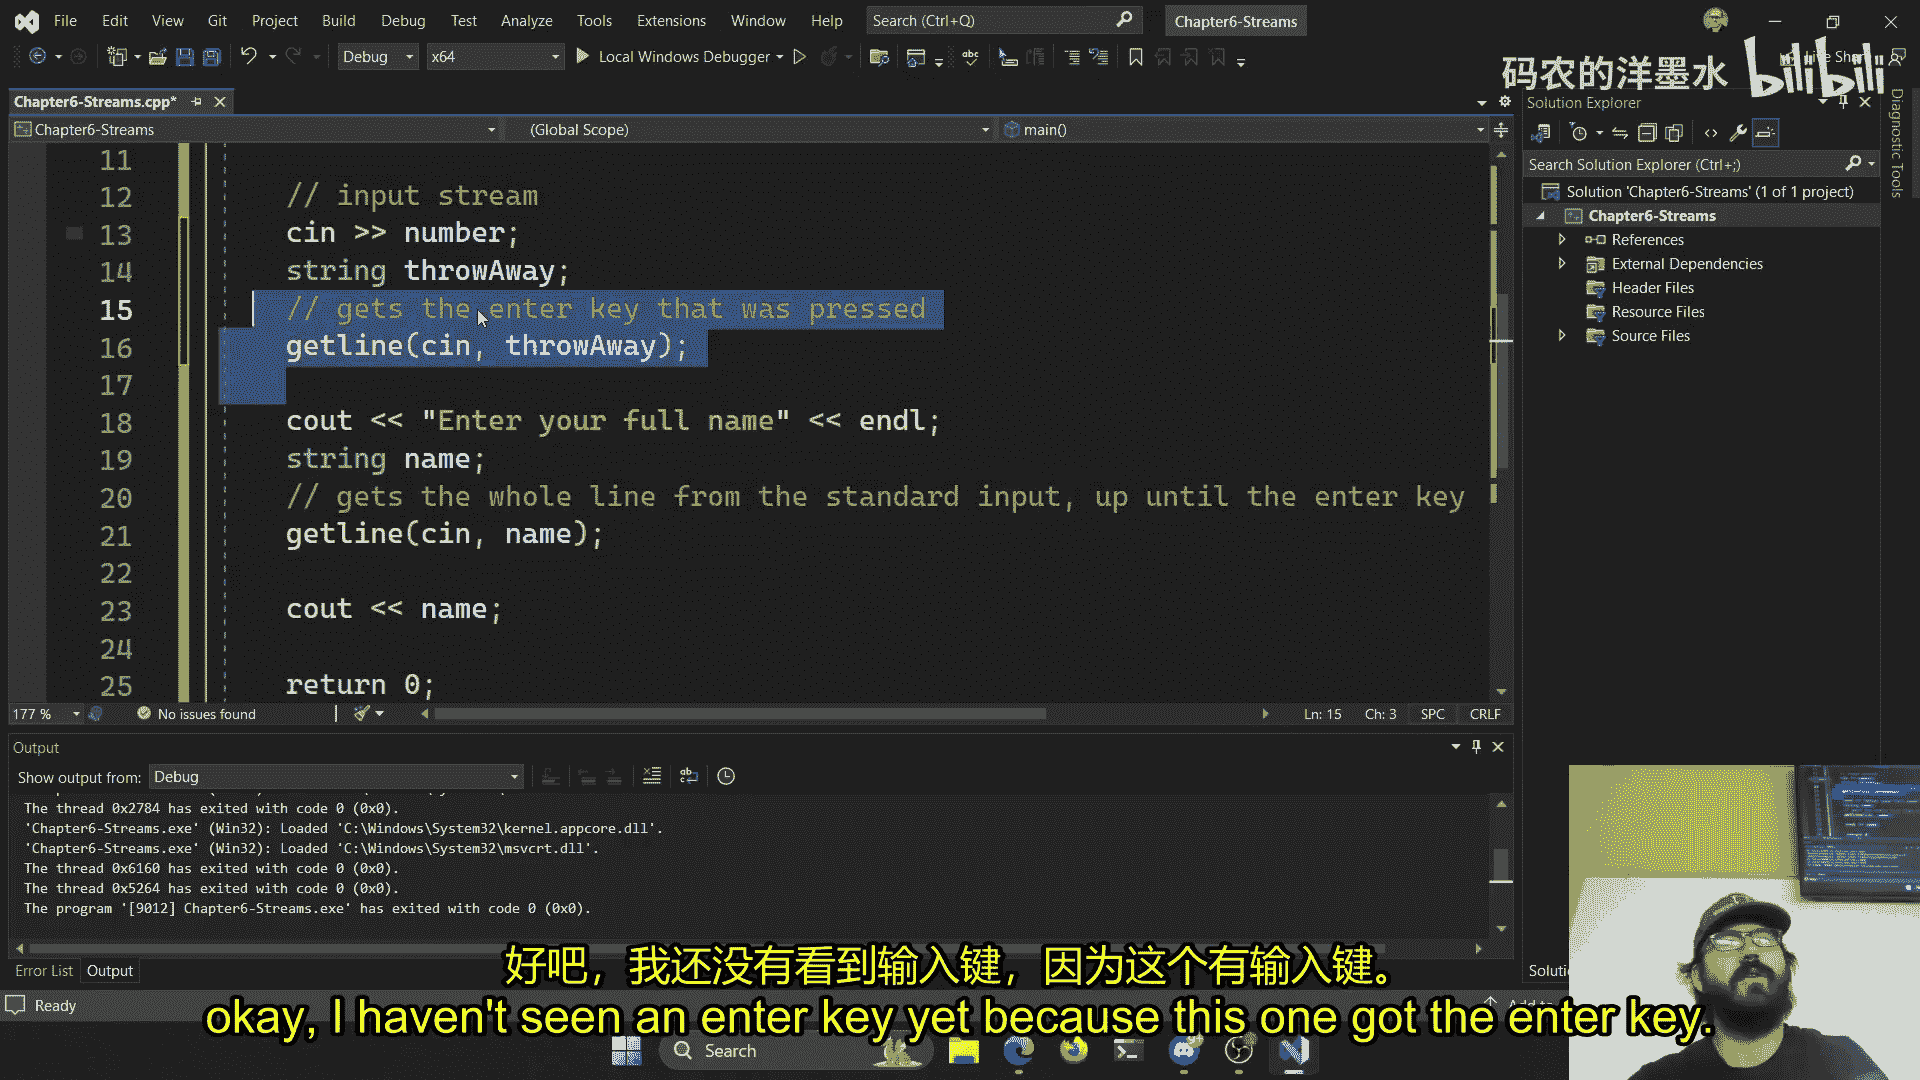 File Edit View Git Project Build Debug Test Analyze Tools Extensions Window Help Search (Ctrl+Q) Chapter6-Streams
Debug x64 Local Windows Debugger
码农的洋墨水 bilibili
Chapter6-Streams.cpp*
Solution Explorer
Diagnostic Tools
Chapter6-Streams (Global Scope) main()
Search Solution Explorer (Ctrl+;)
Solution 'Chapter6-Streams' (1 of 1 project)
Chapter6-Streams
References
External Dependencies
Header Files
Resource Files
Source Files
11
12 // input stream
13 cin >> number;
14 string throwAway;
15 // gets the enter key that was pressed
16 getline(cin, throwAway);
17
18 cout << "Enter your full name" << endl;
19 string name;
20 // gets the whole line from the standard input, up until the enter key
21 getline(cin, name);
22
23 cout << name;
24
25 return 0;
177 % No issues found Ln: 15 Ch: 3 SPC CRLF
Output
Show output from: Debug
The thread 0x2784 has exited with code 0 (0x0).
'Chapter6-Streams.exe' (Win32): Loaded 'C:\Windows\System32\kernel.appcore.dll'.
'Chapter6-Streams.exe' (Win32): Loaded 'C:\Windows\System32\msvcrt.dll'.
The thread 0x6160 has exited with code 0 (0x0).
The thread 0x5264 has exited with code 0 (0x0).
The program '[9012] Chapter6-Streams.exe' has exited with code 0 (0x0).
Error List Output
好吧，我还没有看到输入键，因为这个有输入键。
Ready
okay, I haven't seen an enter key yet because this one got the enter key.
Search